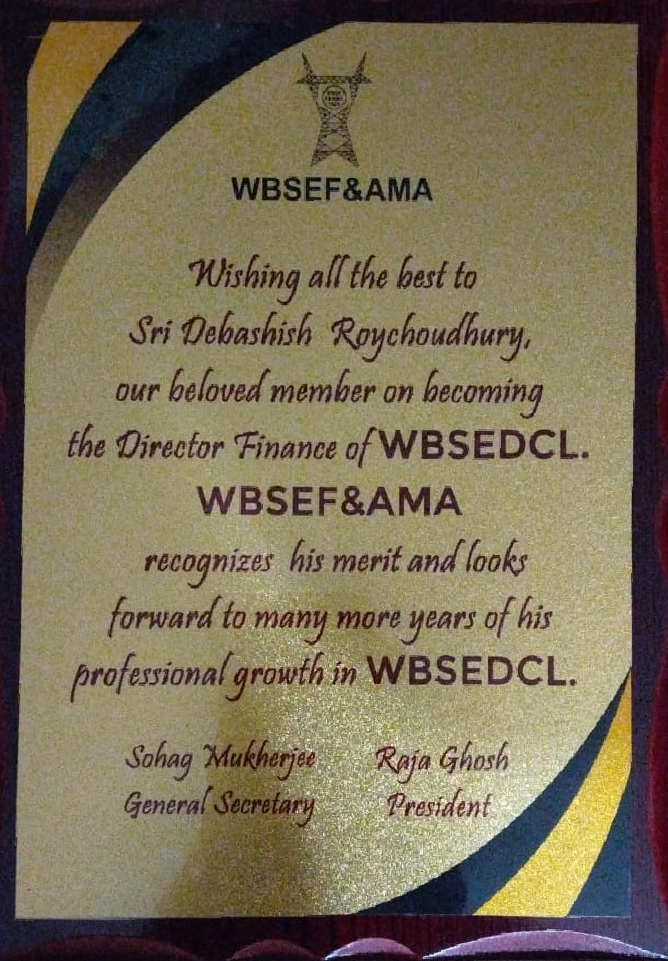 WBSEF&AMA
Wishing all the best to
Sri Debashish Roychoudhury,
our beloved member on becoming
the Director Finance of WBSEDCL.
WBSEF&AMA
recognizes his merit and looks
forward to many more years of his
professional growth in WBSEDCL.
Sohag Mukherjee Raja Ghosh
General Secretary President